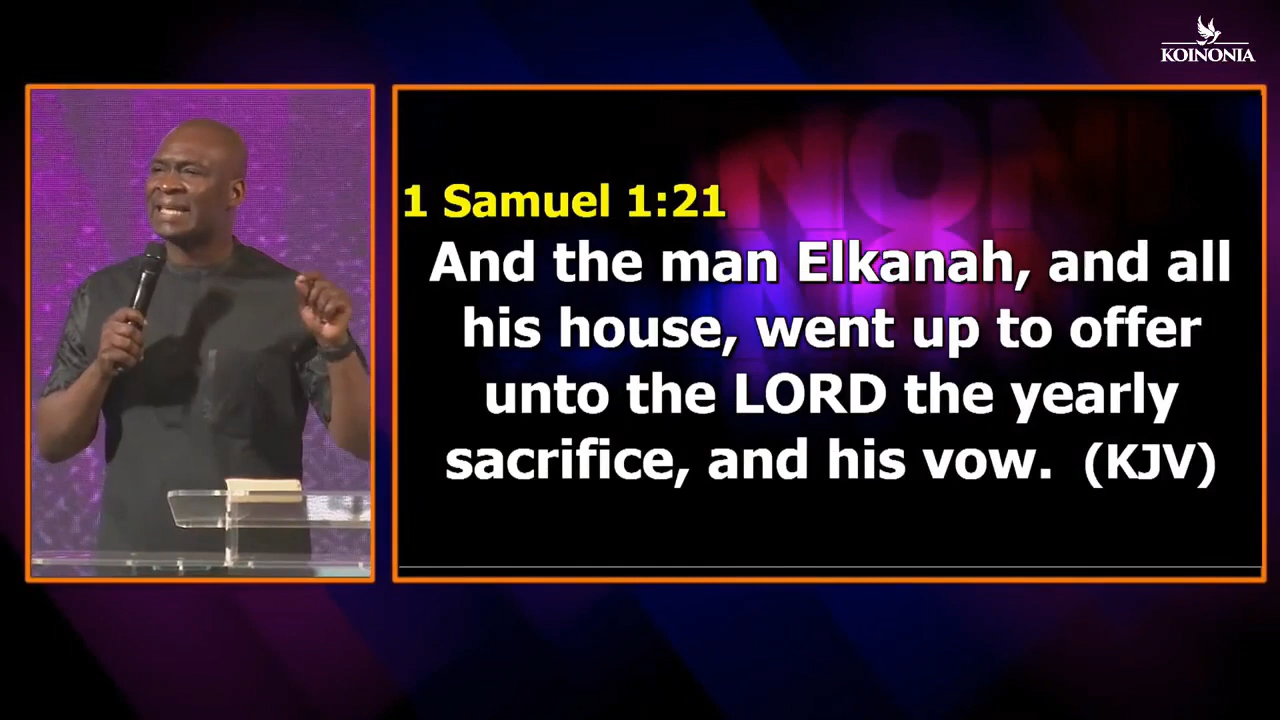 KOINONIA
1 Samuel 1:21
And the man Elkanah, and all
his house, went up to offer
unto the LORD the yearly
sacrifice, and his vow. (KJV)